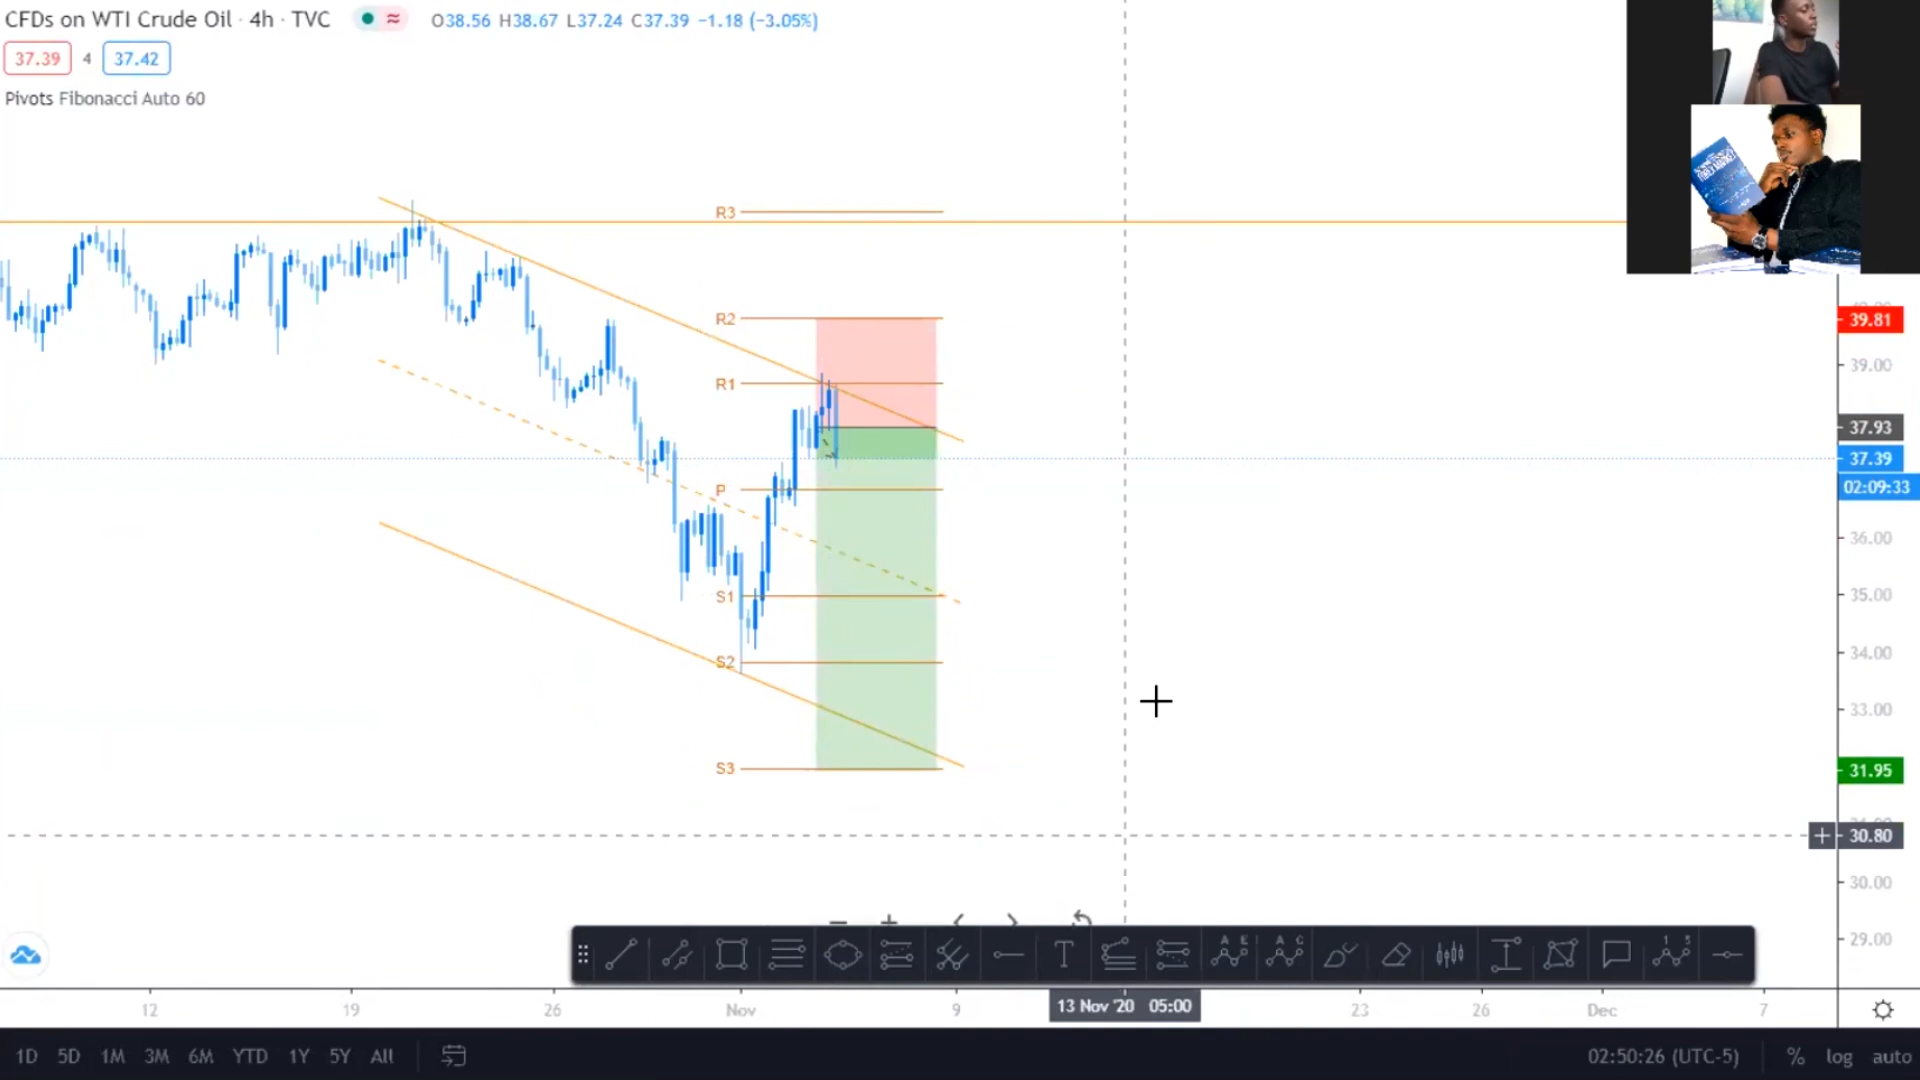 CFDs on WTI Crude Oil · 4h · TVC O38.56 H38.67 L37.24 C37.39 −1.18 (−3.05%)
37.39 4 37.42
Pivots Fibonacci Auto 60
R3
R2
39.81
39.00
R1
37.93
37.39
02:09:33
P
36.00
S1
35.00
34.00
S2
33.00
S3
31.95
30.80
30.00
29.00
T
A E
A C
1 5
12 19 26 Nov 9 13 Nov '20 05:00 23 26 Dec 7
1D 5D 1M 3M 6M YTD 1Y 5Y All 02:50:26 (UTC-5) % log auto